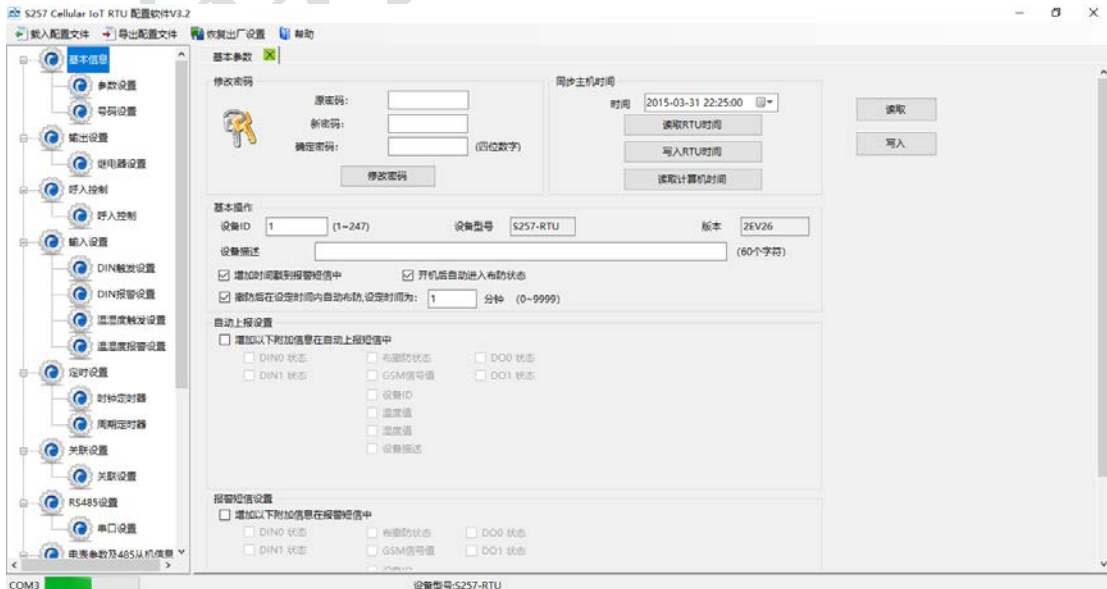 S257 Cellular IoT RTU 配置软件V3.2
载入配置文件 导出配置文件 恢复出厂设置 帮助
基本信息
参数设置
号码设置
输出设置
继电器设置
呼入控制
呼入控制
输入设置
DIN触发设置
DIN报警设置
温湿度触发设置
温湿度报警设置
定时设置
时钟定时器
周期定时器
关联设置
关联设置
RS485设置
串口设置
电表参数及485从机信息
基本参数
修改密码
原密码:
新密码:
确定密码: (四位数字)
修改密码
同步主机时间
时间 2015-03-31 22:25:00
读取RTU时间
写入RTU时间
读取计算机时间
读取
写入
基本操作
设备ID 1 (1~247) 设备型号 S257-RTU 版本 2EV26
设备描述 (60个字符)
增加时间戳到报警短信中 开机后自动进入布防状态
撤防后在设定时间内自动布防,设定时间为: 1 分钟 (0~9999)
自动上报设置
增加以下附加信息在自动上报短信中
DIN0 状态 布撤防状态 DO0 状态
DIN1 状态 GSM信号值 DO1 状态
设备ID
温度值
湿度值
设备描述
报警短信设置
增加以下附加信息在报警短信中
DIN0 状态 布撤防状态 DO0 状态
DIN1 状态 GSM信号值 DO1 状态
COM3 设备型号:S257-RTU